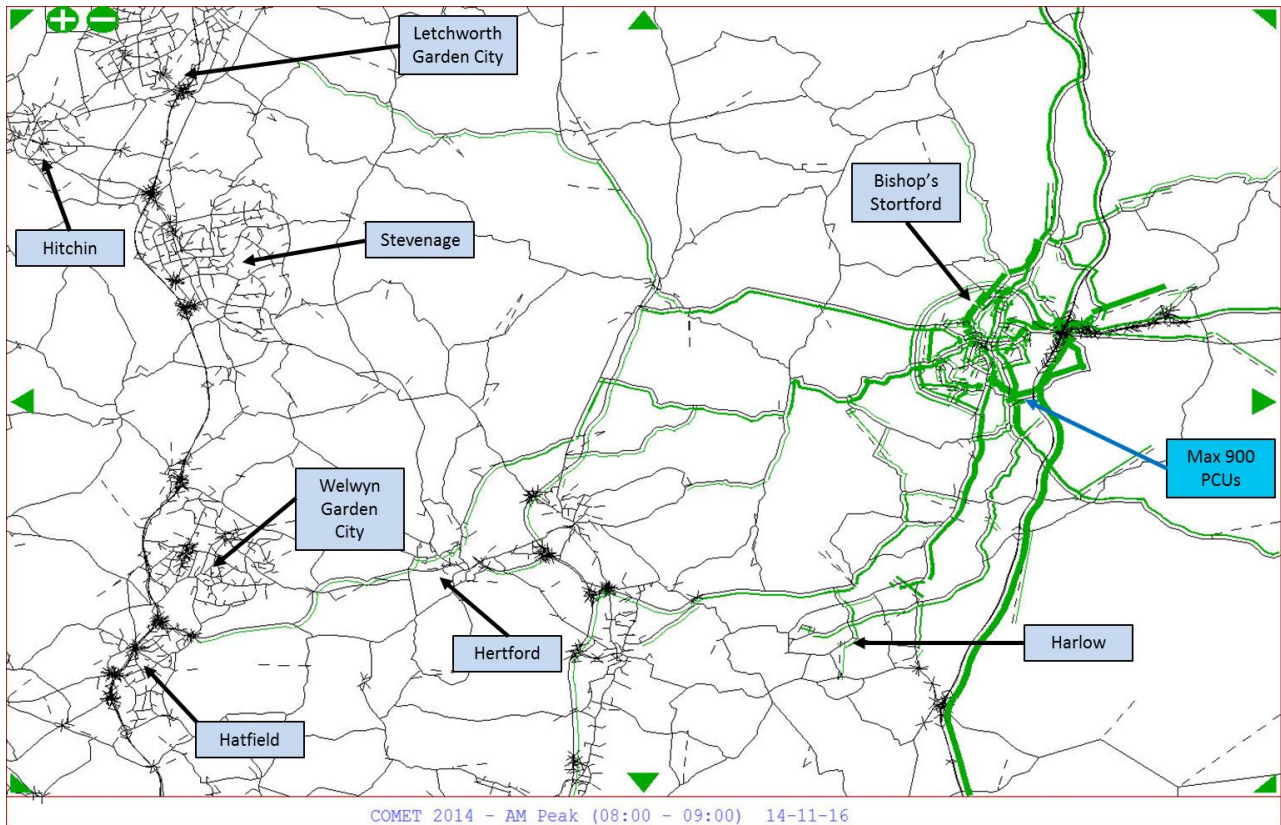 Letchworth
Garden City
Bishop's
Stortford
Hitchin
Stevenage
Max 900
PCUs
Welwyn
Garden
City
Hertford
Harlow
Hatfield
COMET 2014 - AM Peak (08:00 - 09:00) 14-11-16